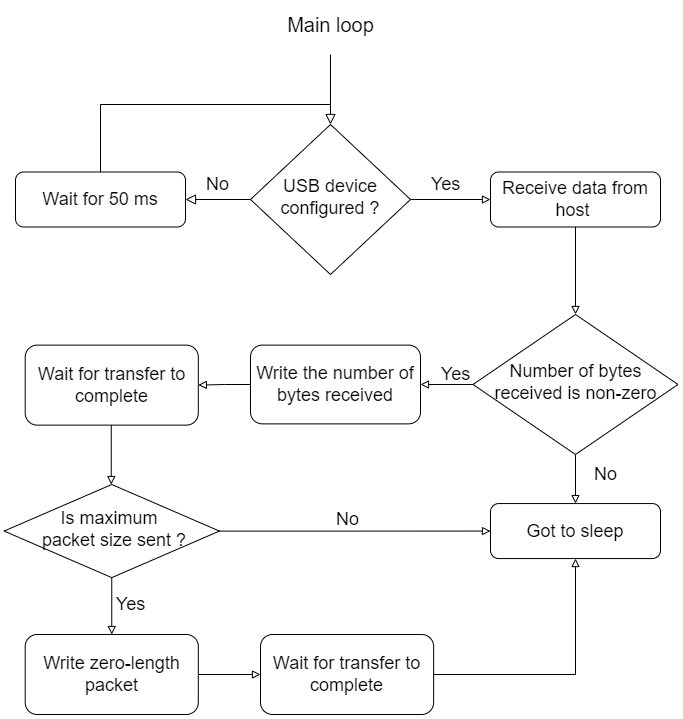 Main loop
USB device
configured ?
No
Yes
Wait for 50 ms
Receive data from
host
Number of bytes
received is non-zero
Yes
No
Write the number of
bytes received
Wait for transfer to
complete
Is maximum
packet size sent ?
No
Got to sleep
Yes
Write zero-length
packet
Wait for transfer to
complete